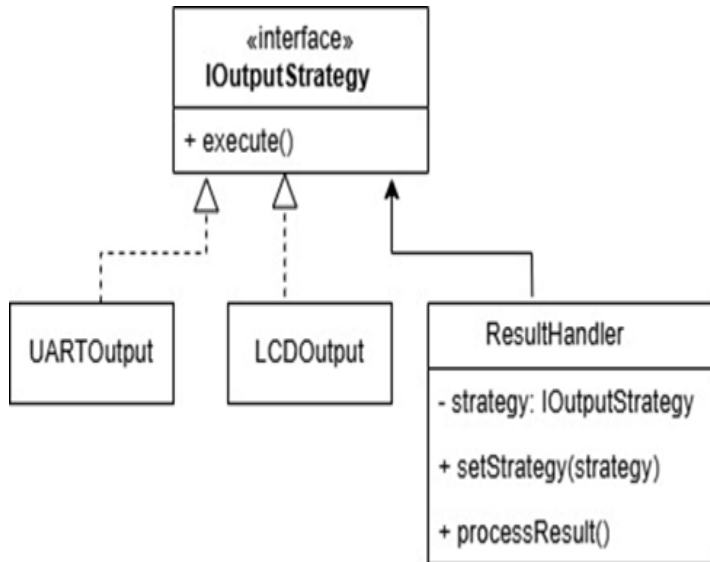 «interface»
IOutputStrategy
+ execute()
UARTOutput
LCDOutput
ResultHandler
- strategy: IOutputStrategy
+ setStrategy(strategy)
+ processResult()